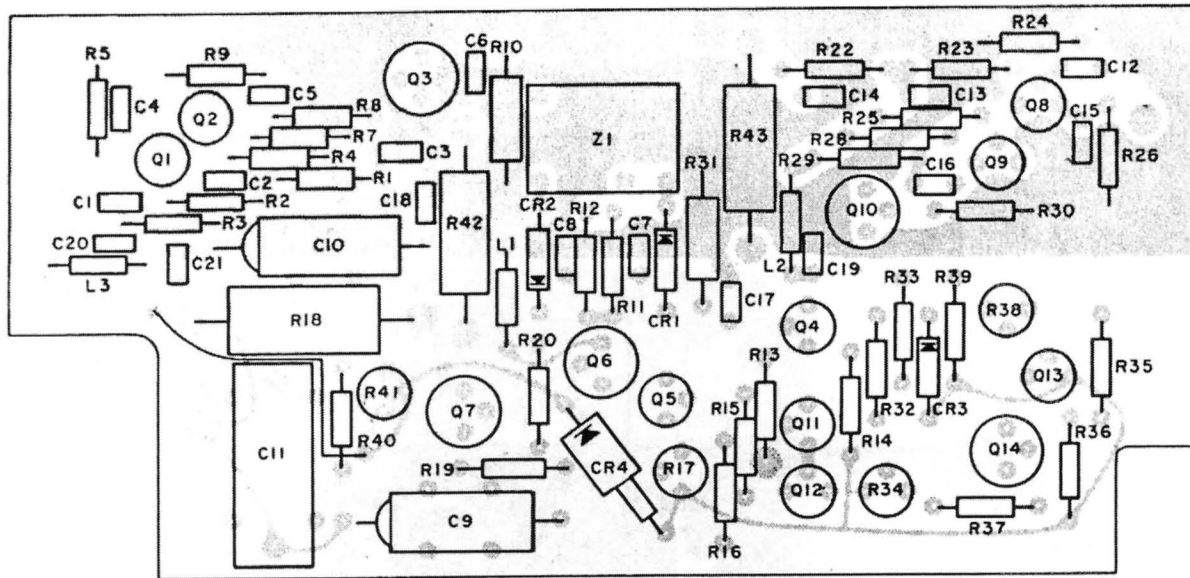 R24
C6
R10
R5
R9
R22
R23
C12
Q3
C4
C5
C14
C13
Q8
Q2
R8
R25
C15
R7
Z1
R43
R28
Q1
R4
C3
R31
R29
C16
Q9
R26
C2
R1
C1
R2
C18
R42
CR2
R12
Q10
R30
R3
C8
C7
C20
C10
L1
C21
L2
C19
R33
R39
L3
R11
C17
CR1
R38
R18
Q4
R20
Q6
R13
R35
R41
Q13
Q7
Q5
R15
R32
CR3
Q11
R14
R36
R40
C11
Q14
R19
CR4
R17
Q12
R34
C9
R37
R16